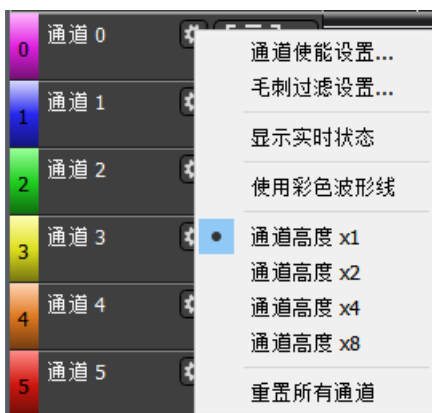 0
通道 0
1
通道 1
2
通道 2
3
通道 3
4
通道 4
5
通道 5
通道使能设置...
毛刺过滤设置...
显示实时状态
使用彩色波形线
通道高度 x1
通道高度 x2
通道高度 x4
通道高度 x8
重置所有通道